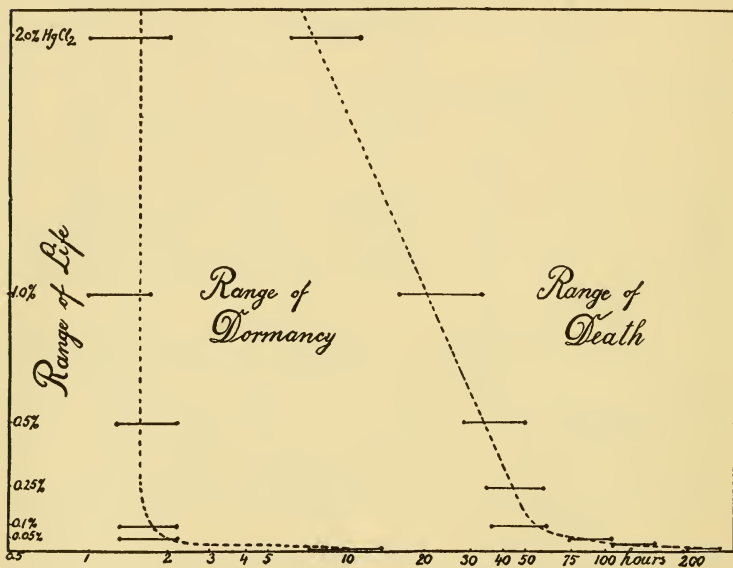 2.0% HgCl2
1.0%
0.5%
0.25%
0.1%
0.05%
Range of Life
Range of
Dormancy
Range of
Death
0.5 1 2 3 4 5 10 20 30 40 50 75 100 hours 200